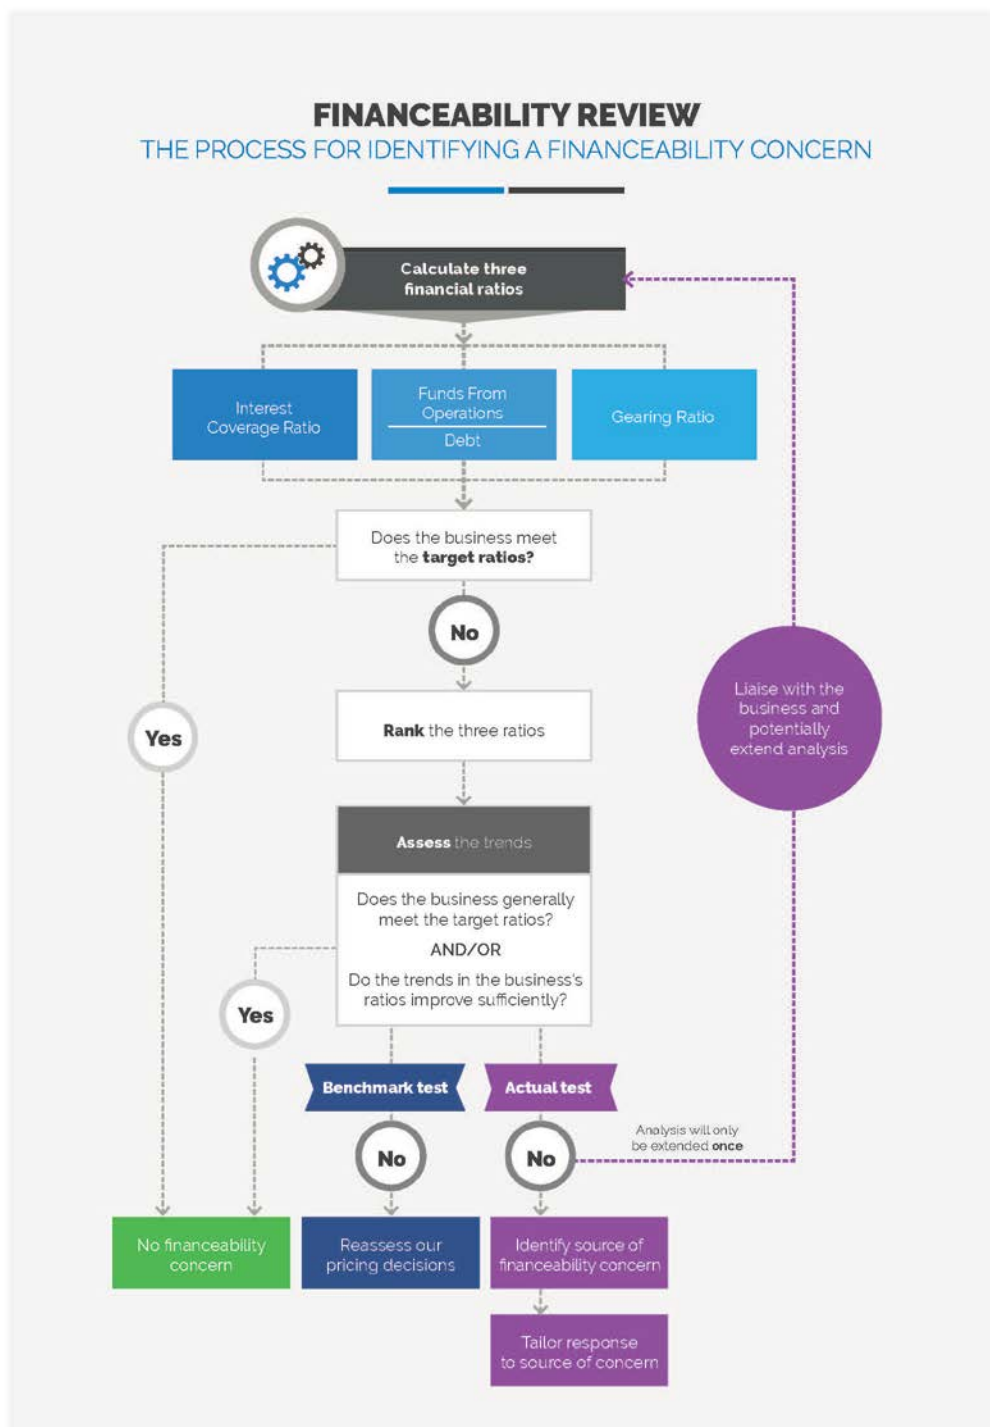 FINANCEABILITY REVIEW
THE PROCESS FOR IDENTIFYING A FINANCEABILITY CONCERN
Calculate three
financial ratios
Interest
Coverage Ratio
Funds From
Operations
Debt
Gearing Ratio
Does the business meet
the target ratios?
No
Rank the three ratios
Yes
Liaise with the
business and
potentially
extend analysis
Assess the trends
Does the business generally
meet the target ratios?
AND/OR
Do the trends in the business's
ratios improve sufficiently?
Yes
Benchmark test
Actual test
No
No
Analysis will only
be extended once
No financeability
concern
Reassess our
pricing decisions
Identify source of
financeability concern
Tailor response
to source of concern